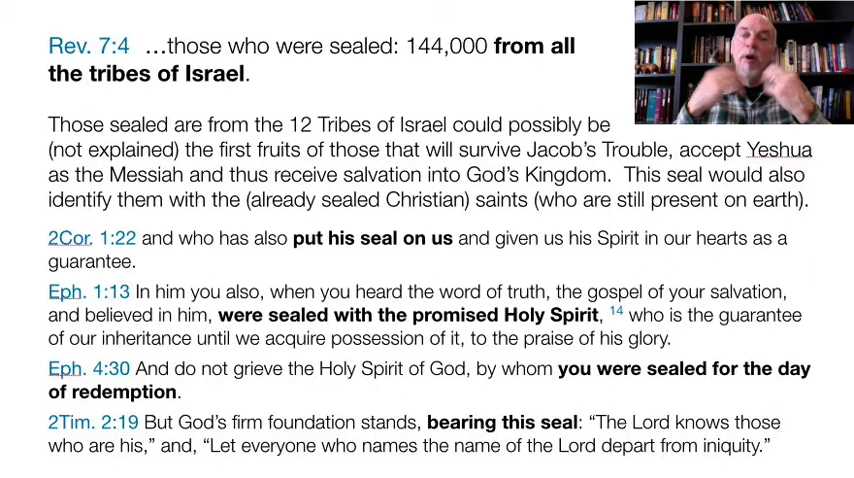 Rev. 7:4 …those who were sealed: 144,000 from all
the tribes of Israel.
Those sealed are from the 12 Tribes of Israel could possibly be
(not explained) the first fruits of those that will survive Jacob’s Trouble, accept Yeshua
as the Messiah and thus receive salvation into God’s Kingdom. This seal would also
identify them with the (already sealed Christian) saints (who are still present on earth).
2Cor. 1:22 and who has also put his seal on us and given us his Spirit in our hearts as a
guarantee.
Eph. 1:13 In him you also, when you heard the word of truth, the gospel of your salvation,
and believed in him, were sealed with the promised Holy Spirit, 14 who is the guarantee
of our inheritance until we acquire possession of it, to the praise of his glory.
Eph. 4:30 And do not grieve the Holy Spirit of God, by whom you were sealed for the day
of redemption.
2Tim. 2:19 But God’s firm foundation stands, bearing this seal: “The Lord knows those
who are his,” and, “Let everyone who names the name of the Lord depart from iniquity.”